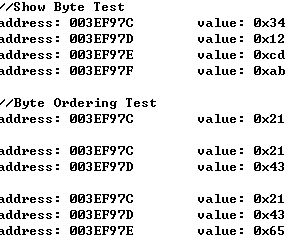 //Show Byte Test
address: 003EF97C value: 0x34
address: 003EF97D value: 0x12
address: 003EF97E value: 0xcd
address: 003EF97F value: 0xab
//Byte Ordering Test
address: 003EF97C value: 0x21
address: 003EF97C value: 0x21
address: 003EF97D value: 0x43
address: 003EF97C value: 0x21
address: 003EF97D value: 0x43
address: 003EF97E value: 0x65